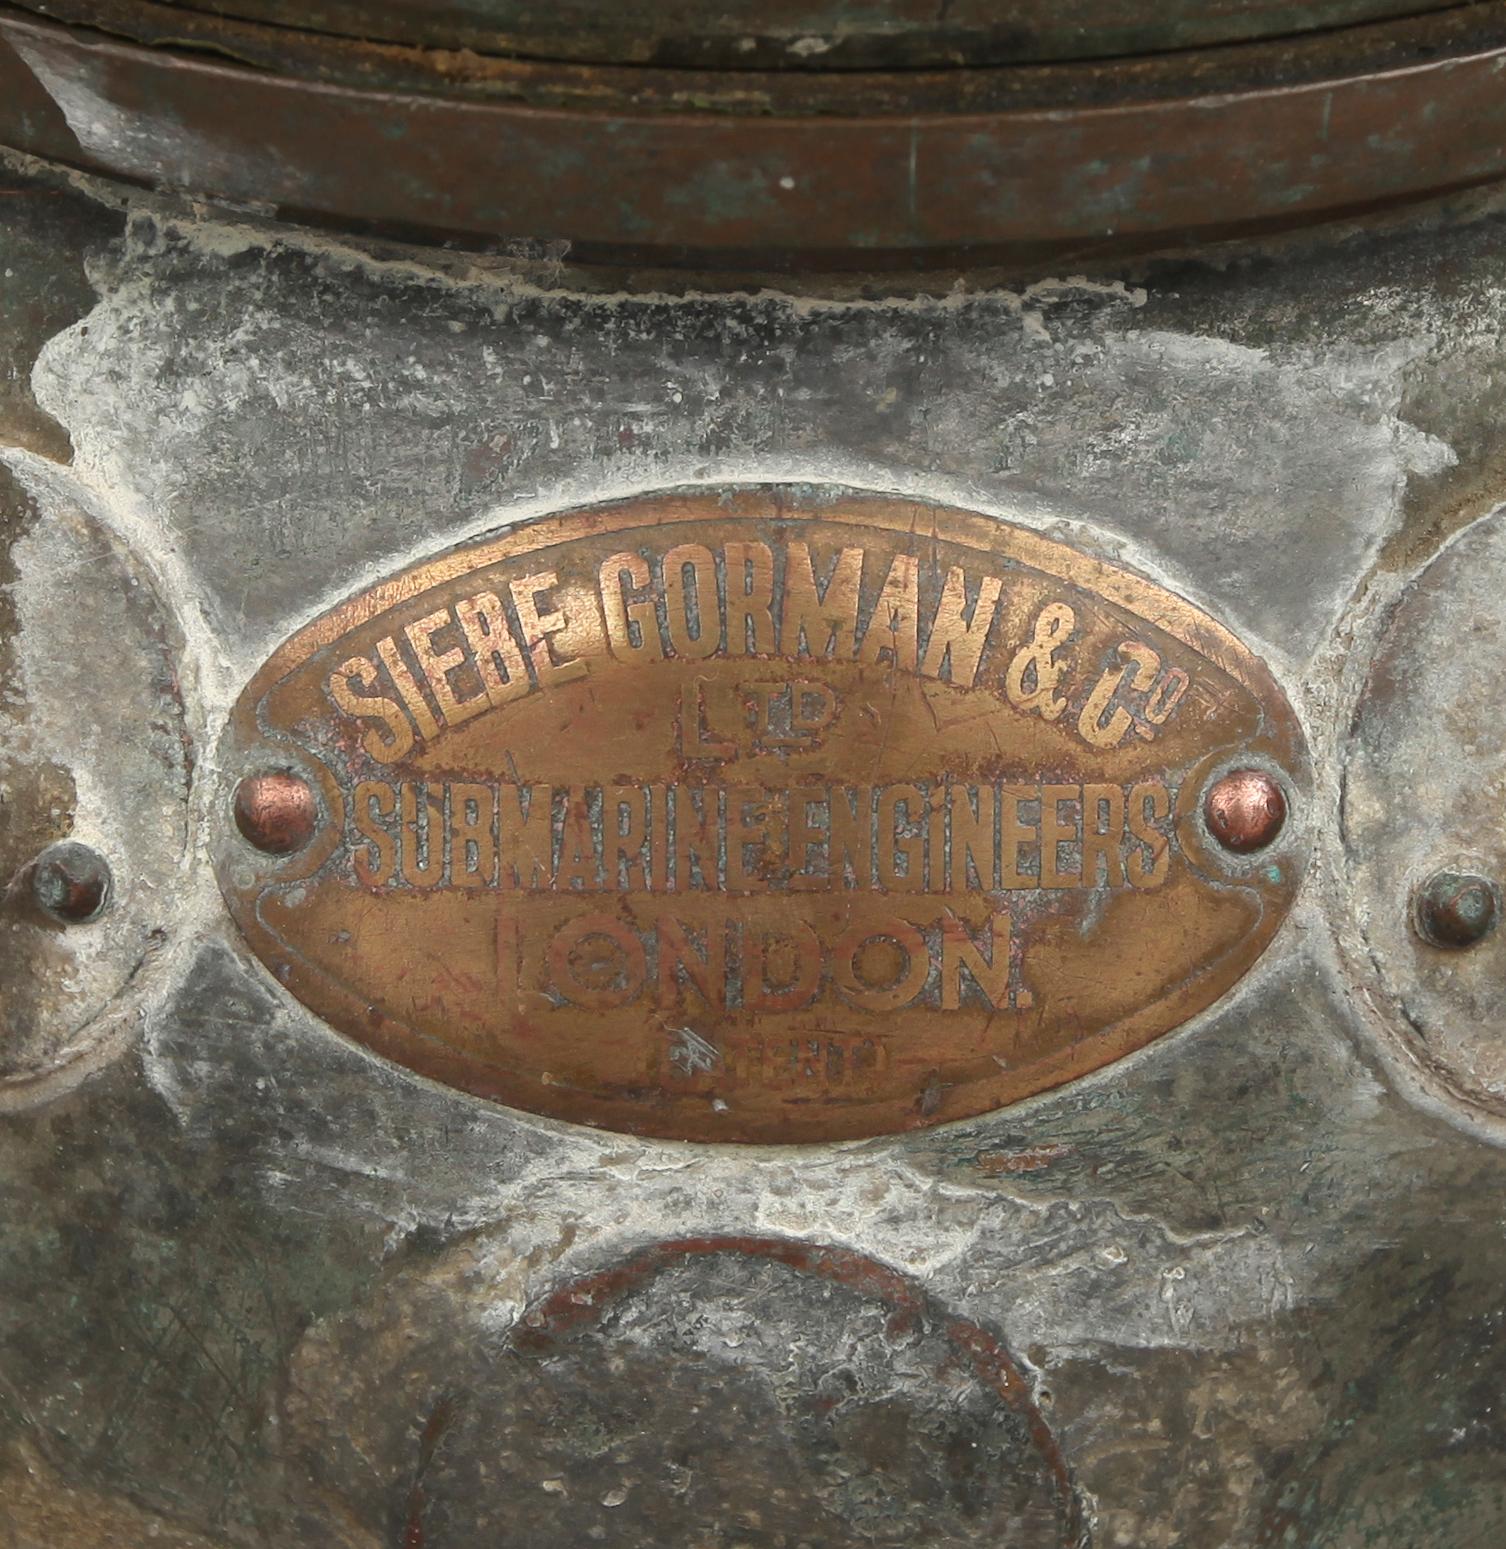 SIEBE GORMAN & Cº
LTD
SUBMARINE ENGINEERS
LONDON.